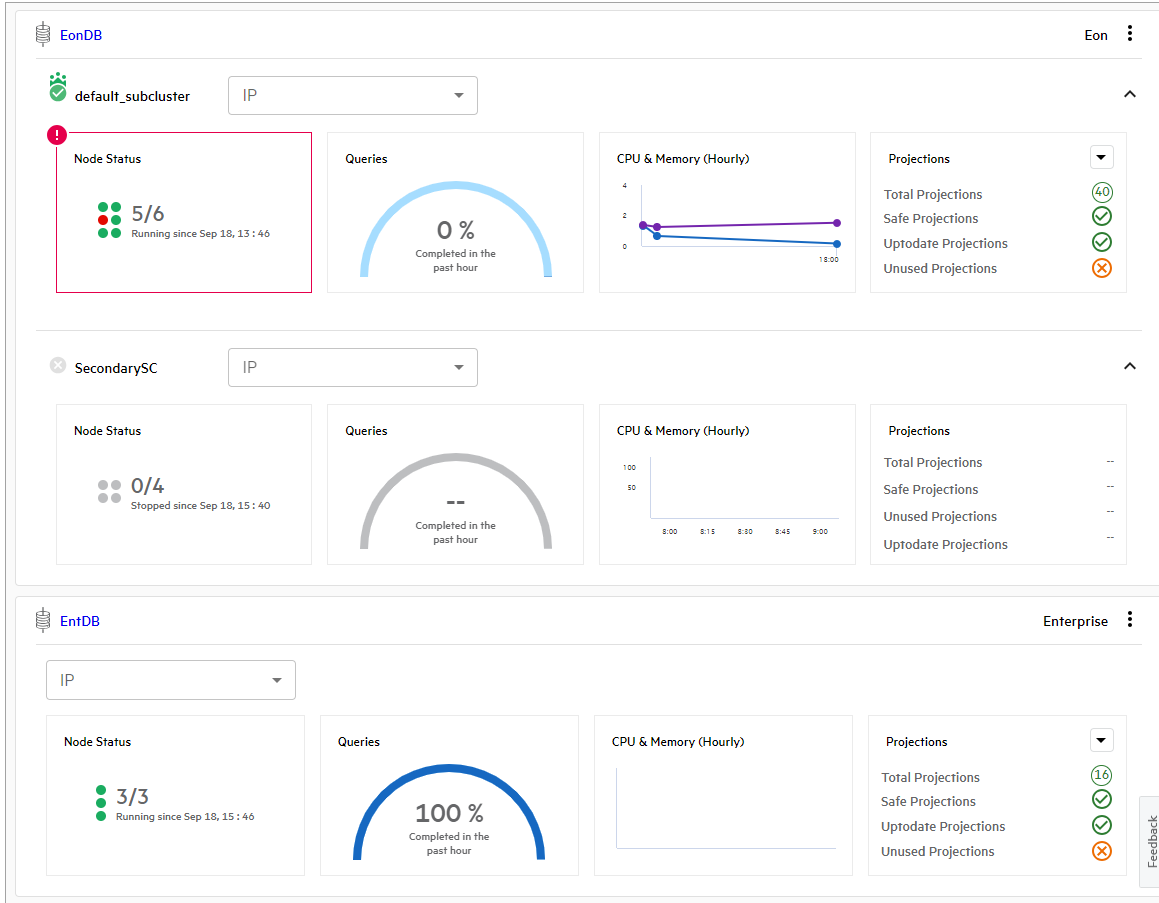 EonDB
Eon
default_subcluster
IP
!
Node Status
5/6
Running since Sep 18, 13 : 46
Queries
0 %
Completed in the
past hour
CPU & Memory (Hourly)
4
2
0
18:00
Projections
Total Projections
40
Safe Projections
Uptodate Projections
Unused Projections
SecondarySC
IP
Node Status
0/4
Stopped since Sep 18, 15 : 40
Queries
--
Completed in the
past hour
CPU & Memory (Hourly)
100
50
8:00 8:15 8:30 8:45 9:00
Projections
Total Projections --
Safe Projections --
Unused Projections --
Uptodate Projections --
EntDB
Enterprise
IP
Node Status
3/3
Running since Sep 18, 15 : 46
Queries
100 %
Completed in the
past hour
CPU & Memory (Hourly)
Projections
Total Projections
16
Safe Projections
Uptodate Projections
Unused Projections
Feedback